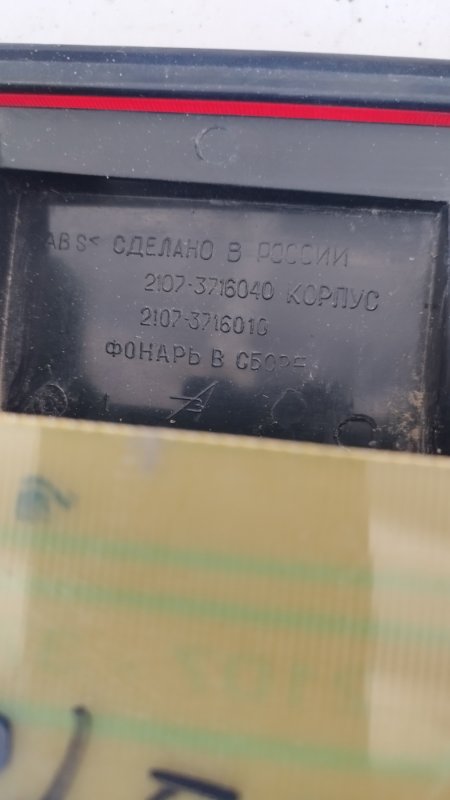 ABS< СДЕЛАНО В РОССИИ
2107-3716040 КОРПУС
2107-3716010
ФОНАРЬ В СБОРЕ